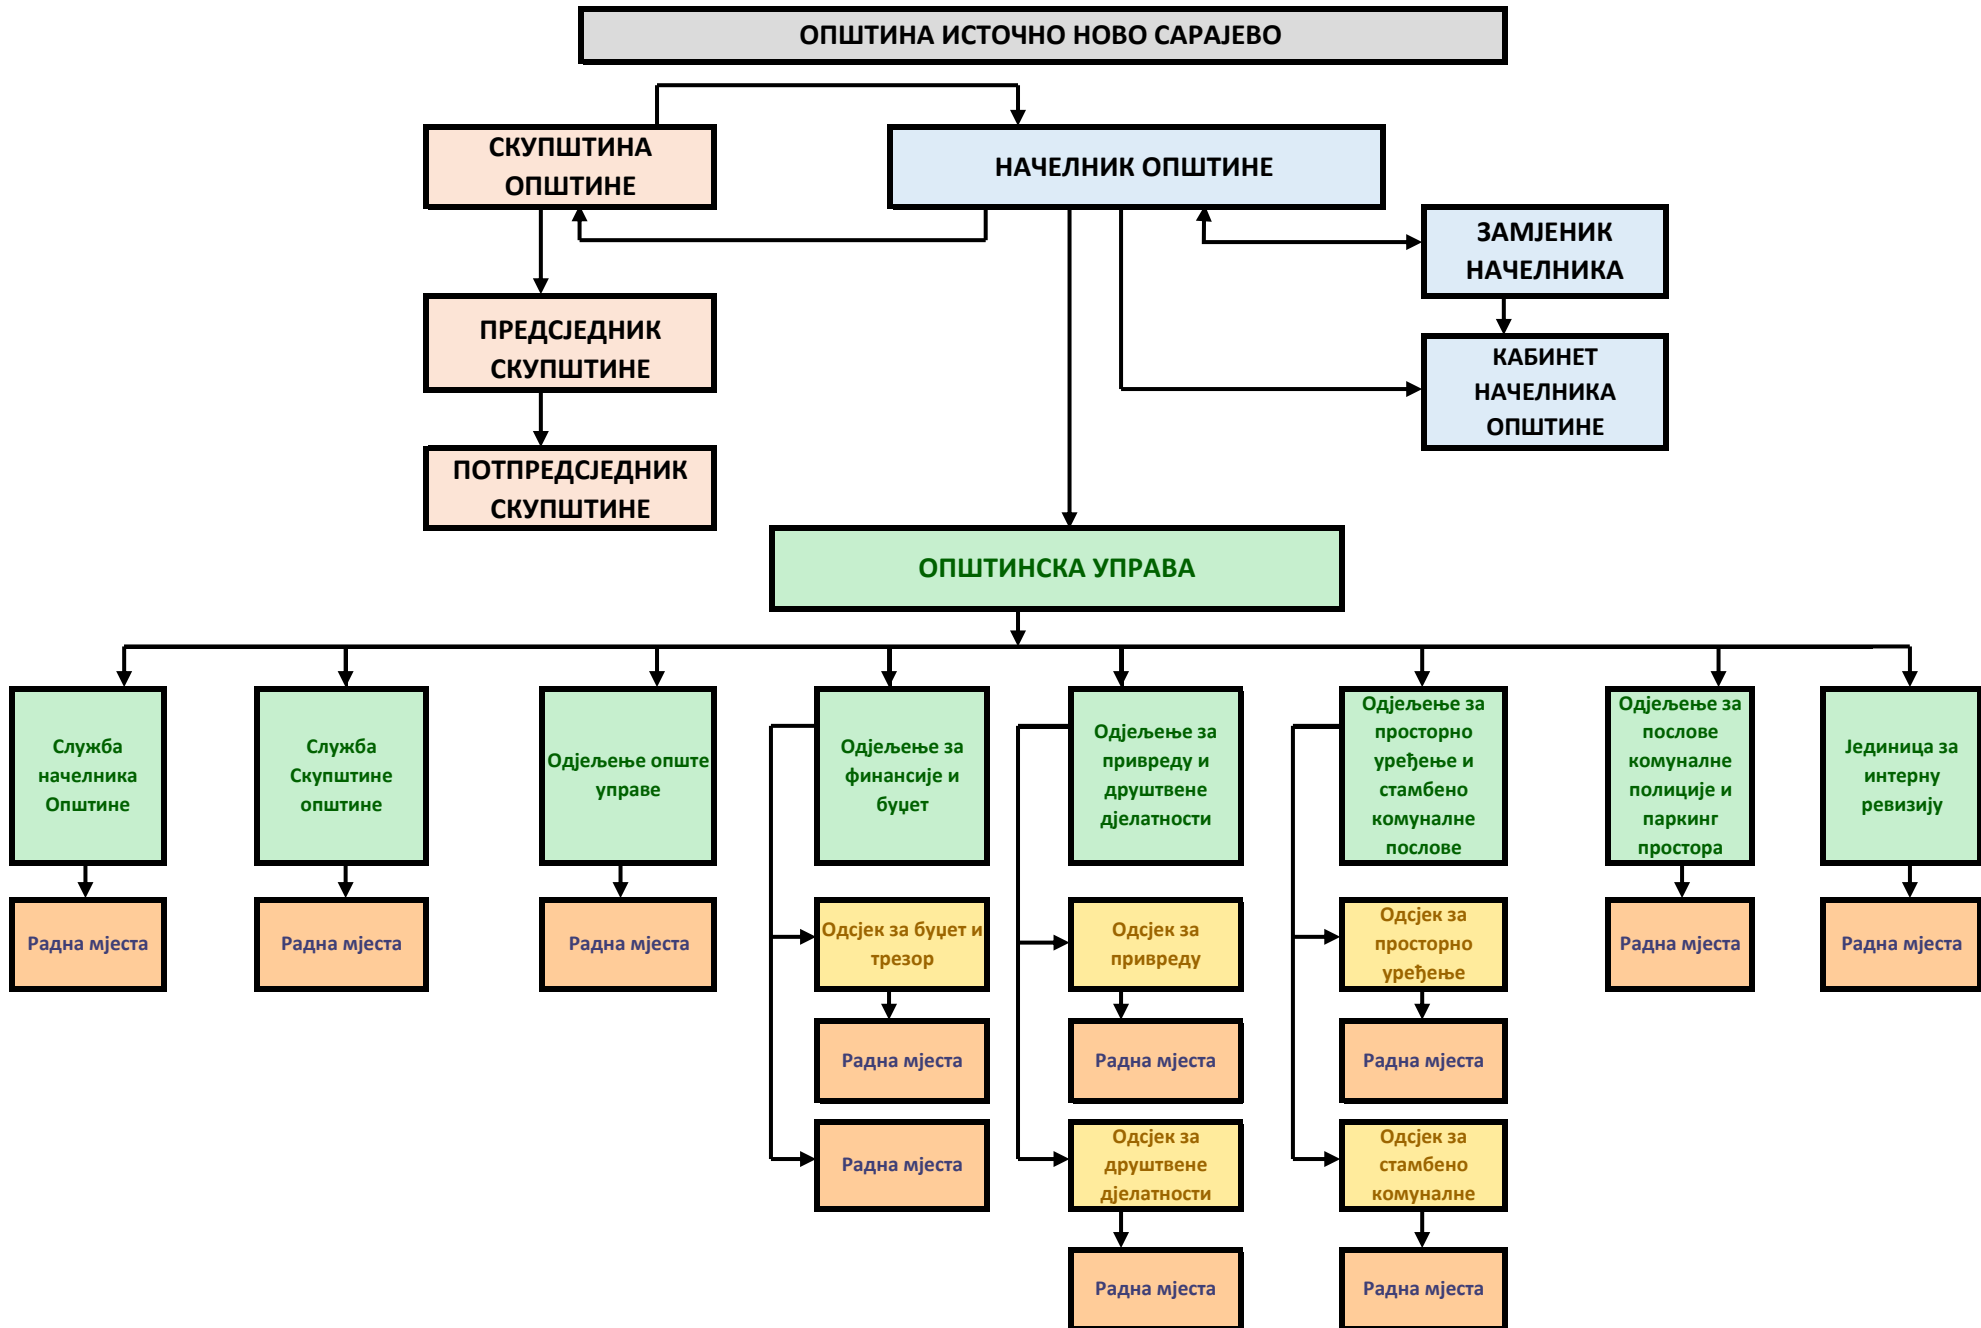 ОПШТИНА ИСТОЧНО НОВО САРАЈЕВО
СКУПШТИНА
ОПШТИНЕ
НАЧЕЛНИК ОПШТИНЕ
ЗАМЈЕНИК
НАЧЕЛНИКА
ПРЕДСЈЕДНИК
СКУПШТИНЕ
КАБИНЕТ
НАЧЕЛНИКА
ОПШТИНЕ
ПОТПРЕДСЈЕДНИК
СКУПШТИНЕ
ОПШТИНСКА УПРАВА
Служба
начелника
Општине
Служба
Скупштине
општине
Одјељење опште
управе
Одјељење за
финансије и
буџет
Одјељење за
привреду и
друштвене
дјелатности
Одјељење за
просторно
уређење и
стамбено
комуналне
послове
Одјељење за
послове
комуналне
полиције и
паркинг
простора
Јединица за
интерну
ревизију
Радна мјеста
Радна мјеста
Радна мјеста
Одсјек за буџет и
трезор
Одсјек за
привреду
Одсјек за
просторно
уређење
Радна мјеста
Радна мјеста
Радна мјеста
Радна мјеста
Радна мјеста
Радна мјеста
Одсјек за
друштвене
дјелатности
Одсјек за
стамбено
комуналне
Радна мјеста
Радна мјеста